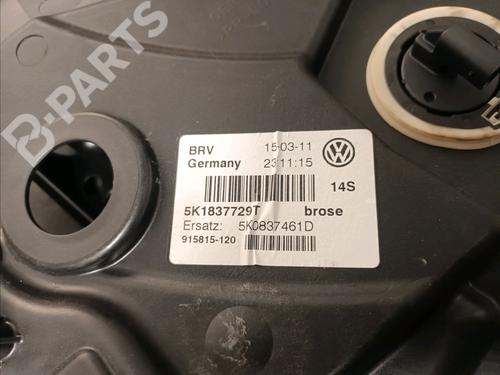 B-PARTS
BRV 15-03-11
Germany 23:11:15
14S
5K1837729T brose
Ersatz: 5K0837461D
915815-120